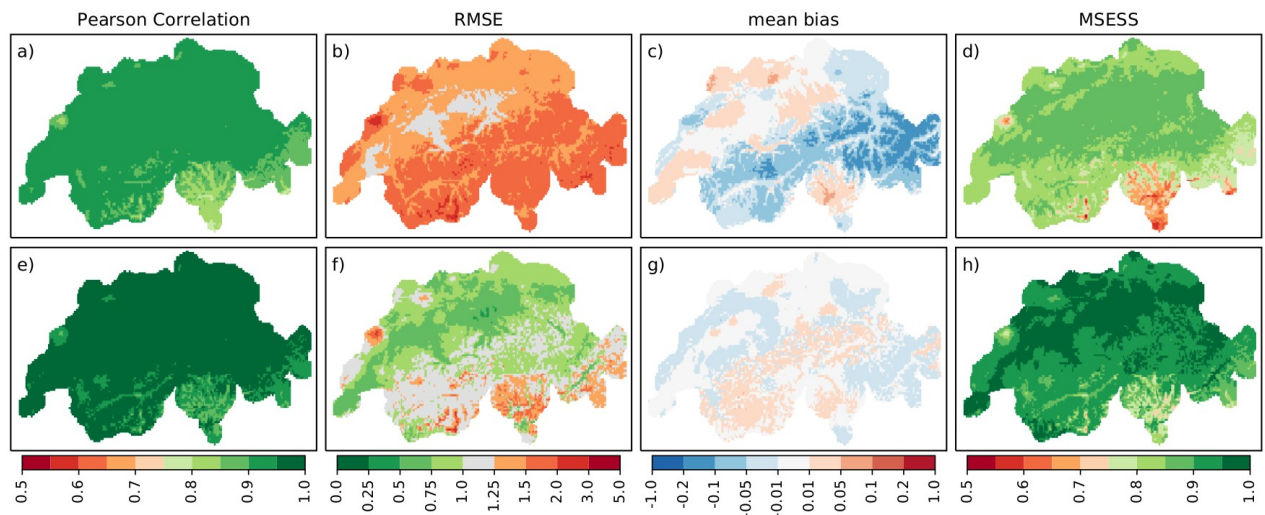 Pearson Correlation RMSE mean bias MSESS
a) b) c) d)
e) f) g) h)
0.5 0.6 0.7 0.8 0.9 1.0 0.0 0.25 0.5 0.75 1.0 1.25 1.5 2.0 3.0 5.0 -1.0 -0.2 -0.1 -0.05 -0.01 0.01 0.05 0.1 0.2 1.0 0.5 0.6 0.7 0.8 0.9 1.0